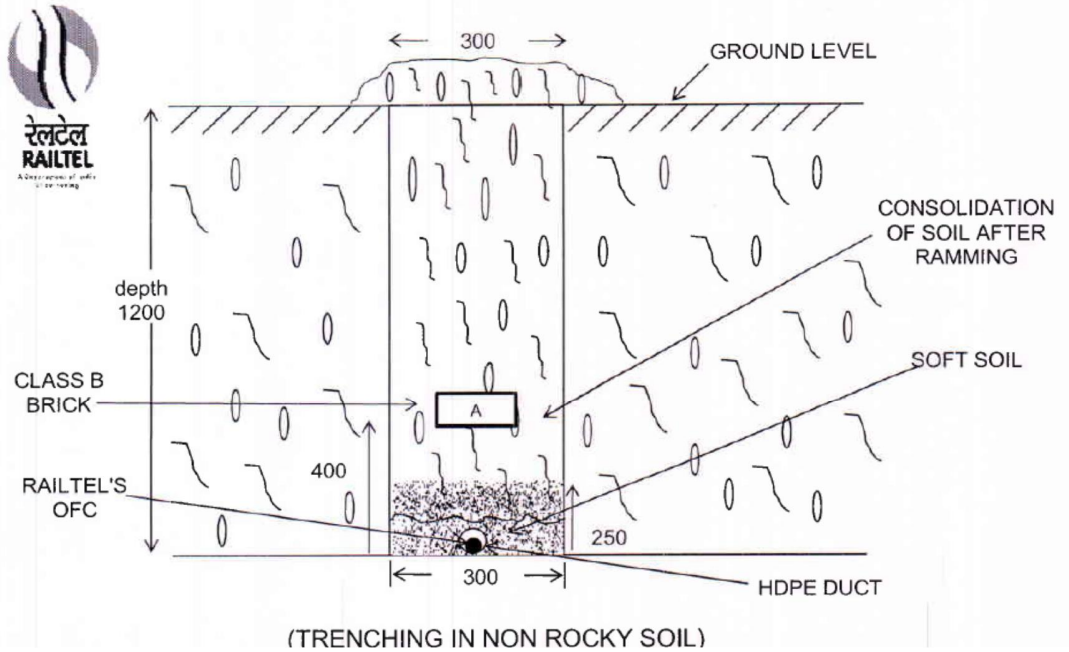 रेलटेल
RAILTEL
300
GROUND LEVEL
CONSOLIDATION
OF SOIL AFTER
RAMMING
depth
1200
CLASS B
BRICK
A
SOFT SOIL
400
RAILTEL'S
OFC
250
300
HDPE DUCT
(TRENCHING IN NON ROCKY SOIL)